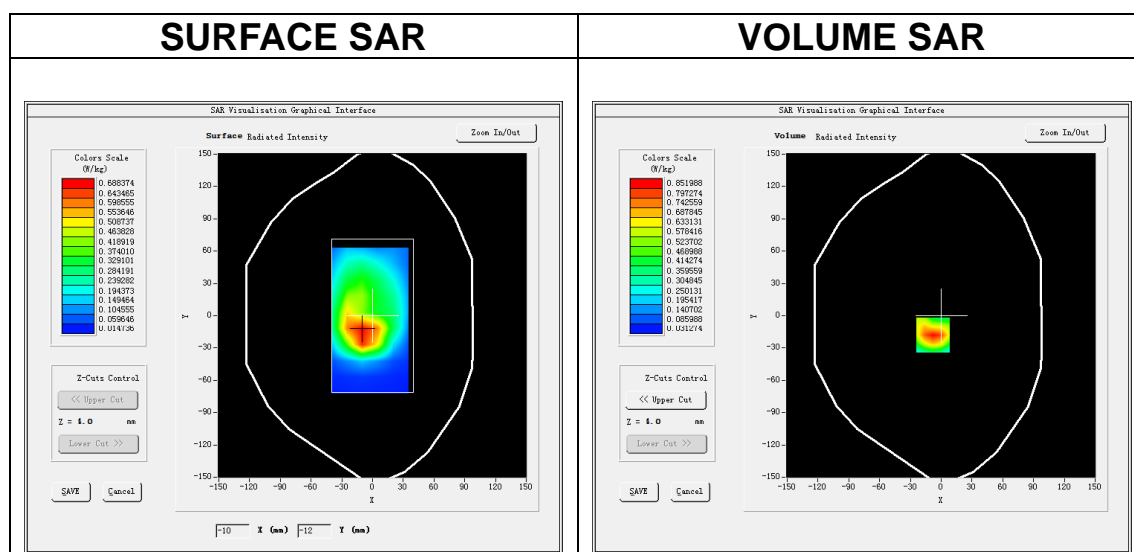 SURFACE SAR
VOLUME SAR
SAR Visualisation Graphical Interface
Surface Radiated Intensity
Zoom In/Out
Colors Scale
(W/kg)
0.688374
0.643465
0.598555
0.553646
0.508737
0.463828
0.418919
0.374010
0.329101
0.284191
0.239282
0.194373
0.149464
0.104555
0.059646
0.014736
Z-Cuts Control
<< Upper Cut
Z = 4.0 mm
Lower Cut >>
SAVE
Cancel
150
120
90
60
30
0
-30
-60
-90
-120
-150
Y
-150 -120 -90 -60 -30 0 30 60 90 120 150
X
-10 X (mm) -12 Y (mm)
SAR Visualisation Graphical Interface
Volume Radiated Intensity
Zoom In/Out
Colors Scale
(W/kg)
0.851988
0.797274
0.742559
0.687845
0.633131
0.578416
0.523702
0.468988
0.414274
0.359559
0.304845
0.250131
0.195417
0.140702
0.085988
0.031274
Z-Cuts Control
<< Upper Cut
Z = 4.0 mm
Lower Cut >>
SAVE
Cancel
150
120
90
60
30
0
-30
-60
-90
-120
-150
Y
-150 -120 -90 -60 -30 0 30 60 90 120 150
X